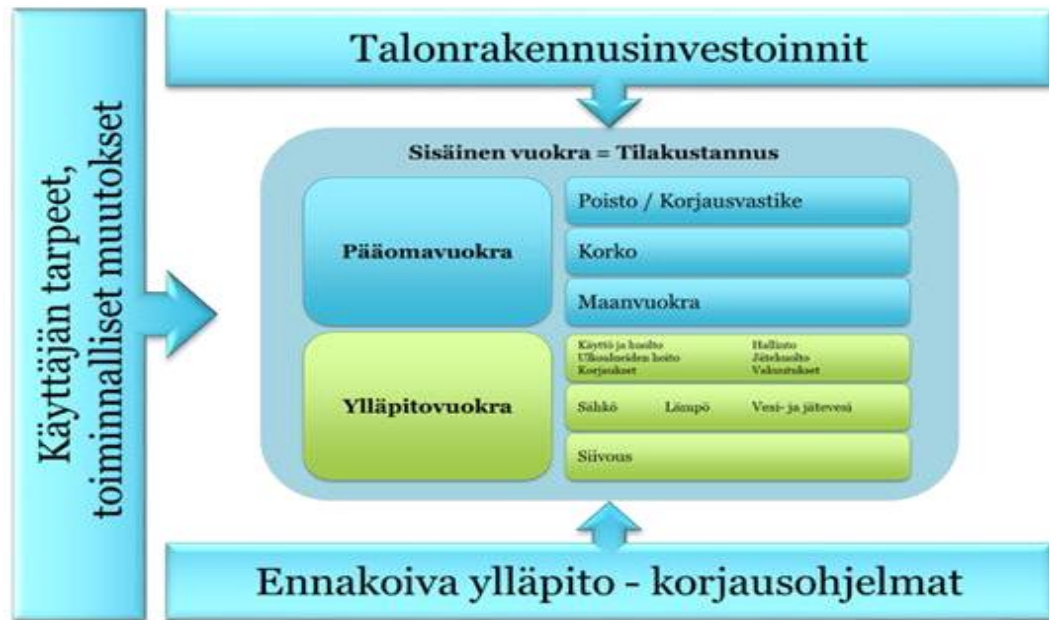 Käyttäjän tarpeet,
toiminnalliset muutokset
Talonrakennusinvestoinnit
Sisäinen vuokra = Tilakustannus
Pääomavuokra
Poisto / Korjausvastike
Korko
Maanvuokra
Ylläpitovuokra
Käyttö ja huolto Hallinto
Ulkoalueiden hoito Jätehuolto
Korjaukset Vakuutukset
Sähkö Lämpö Vesi- ja jätevesi
Siivous
Ennakoiva ylläpito - korjausohjelmat